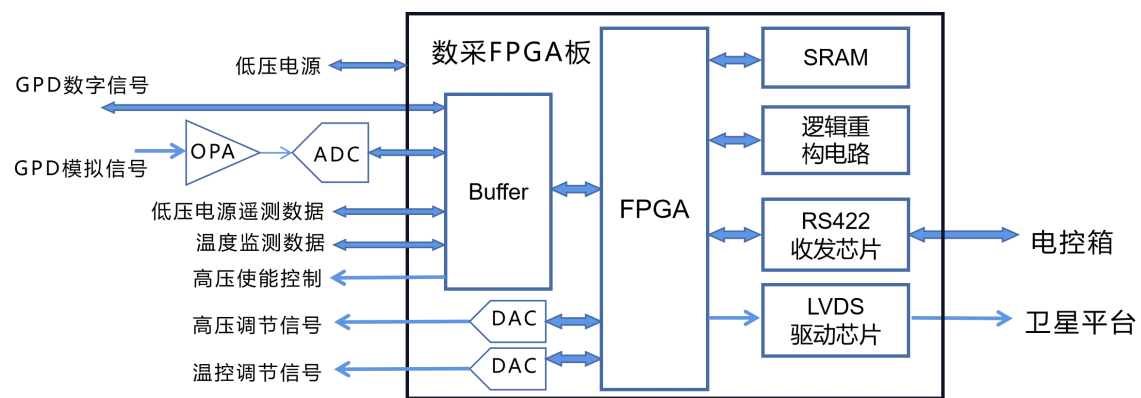 数采FPGA板
低压电源
GPD数字信号
OPA
ADC
GPD模拟信号
低压电源遥测数据
温度监测数据
高压使能控制
高压调节信号
温控调节信号
Buffer
DAC
DAC
FPGA
SRAM
逻辑重
构电路
RS422
收发芯片
LVDS
驱动芯片
电控箱
卫星平台